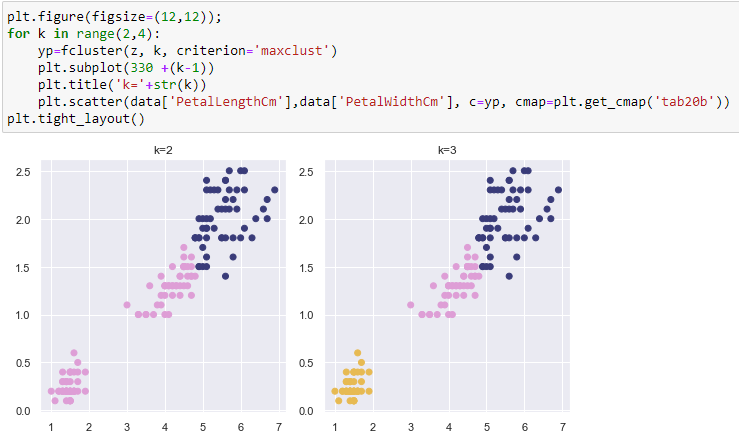 plt.figure(figsize=(12,12));
for k in range(2,4):
    yp=fcluster(z, k, criterion='maxclust')
    plt.subplot(330 +(k-1))
    plt.title('k='+str(k))
    plt.scatter(data['PetalLengthCm'],data['PetalWidthCm'], c=yp, cmap=plt.get_cmap('tab20b'))
plt.tight_layout()
k=2
2.5
2.0
1.5
1.0
0.5
0.0
1 2 3 4 5 6 7
k=3
2.5
2.0
1.5
1.0
0.5
0.0
1 2 3 4 5 6 7